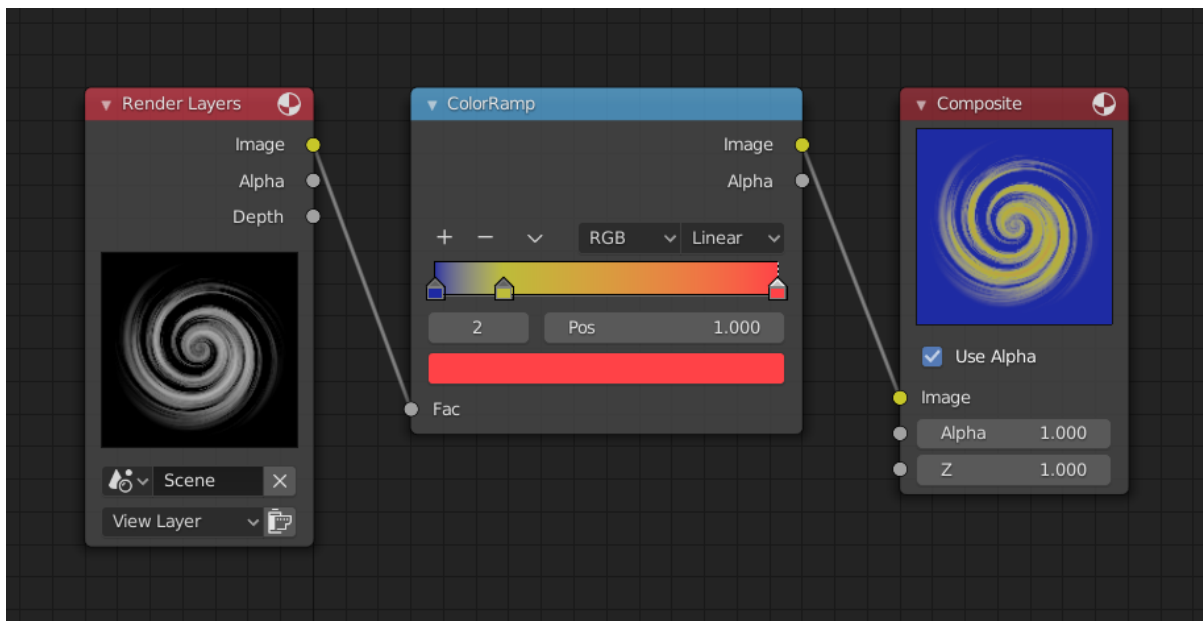 Render Layers
Image
Alpha
Depth
Scene
View Layer
ColorRamp
Image
Alpha
RGB
Linear
2
Pos 1.000
Fac
Composite
Use Alpha
Image
Alpha 1.000
Z 1.000